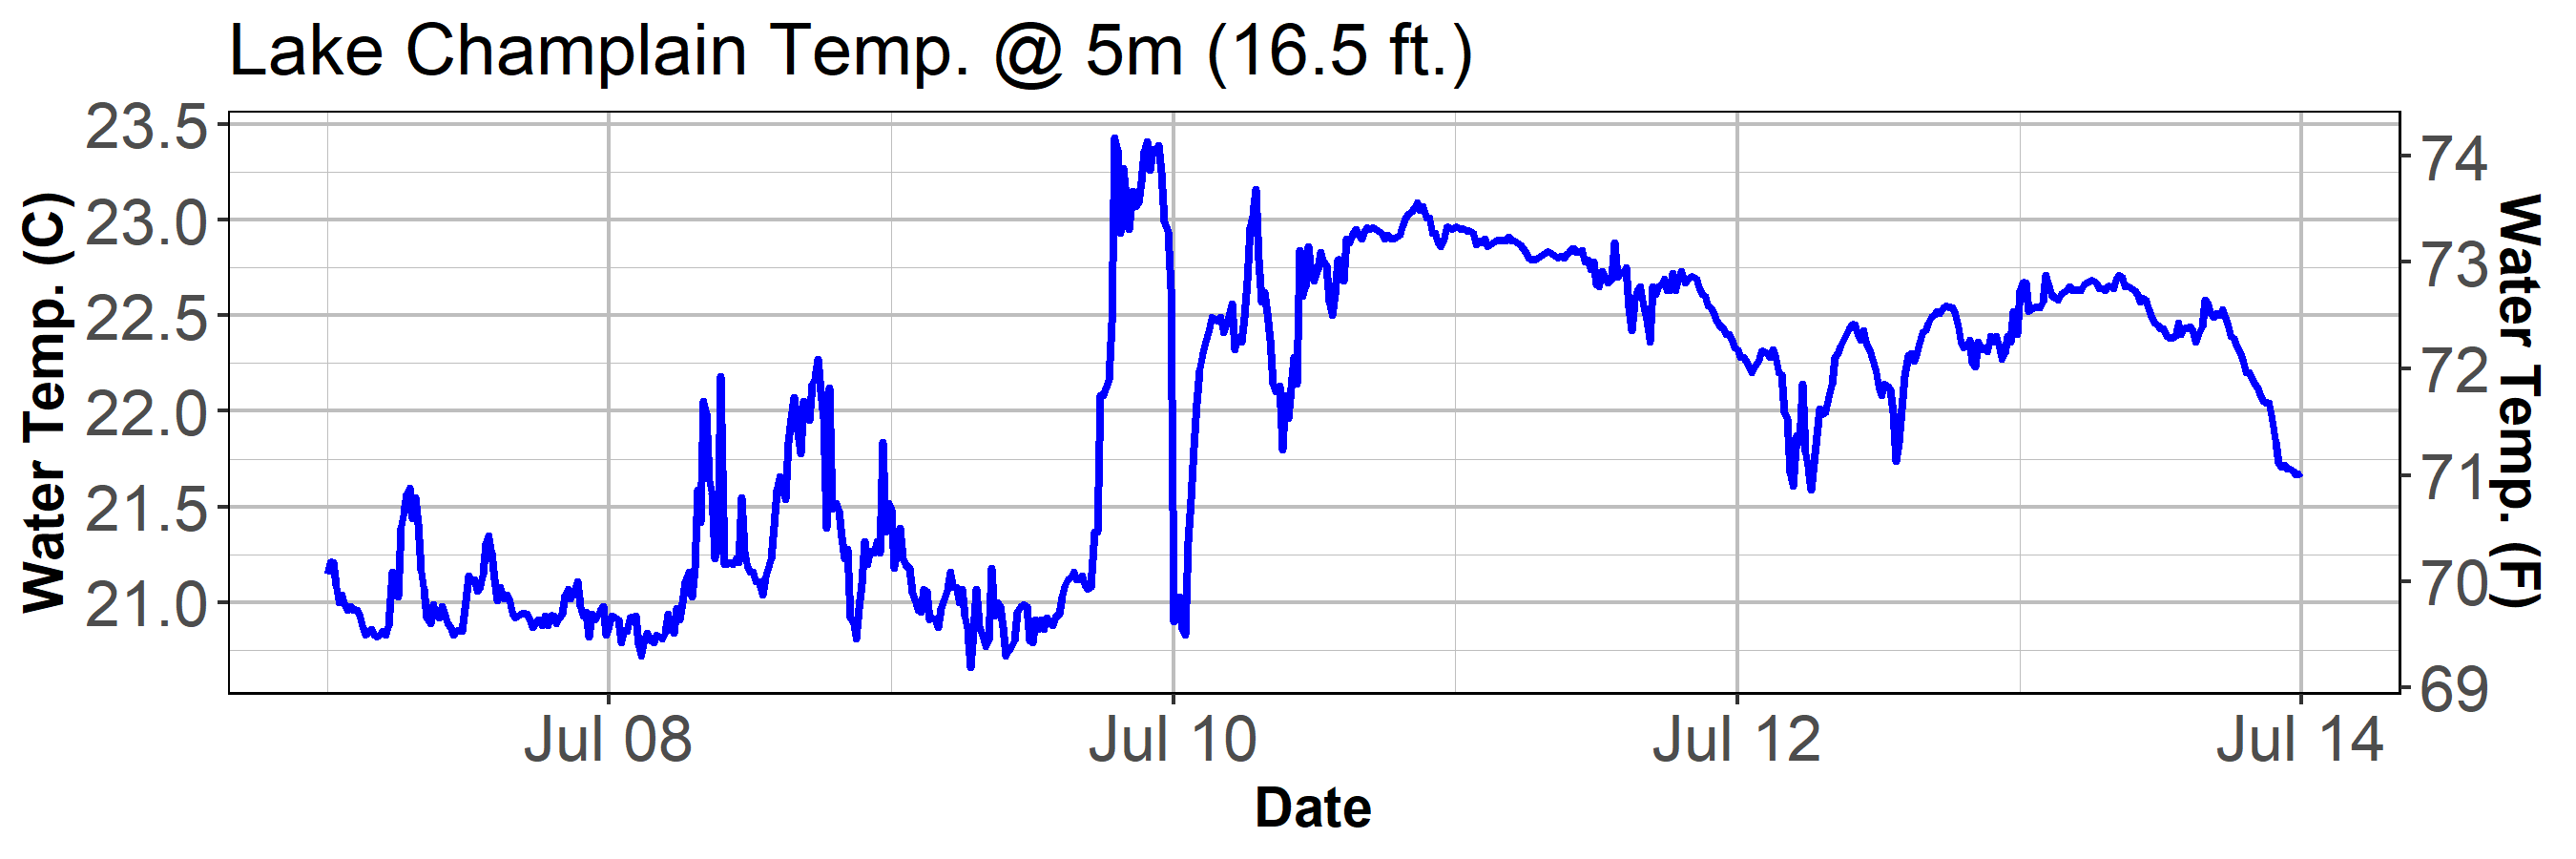 Lake Champlain Temp. @ 5m (16.5 ft.)
Water Temp. (C)
23.5
23.0
22.5
22.0
21.5
21.0
74
73
72
71
70
69
Water Temp. (F)
Jul 08
Jul 10
Jul 12
Jul 14
Date